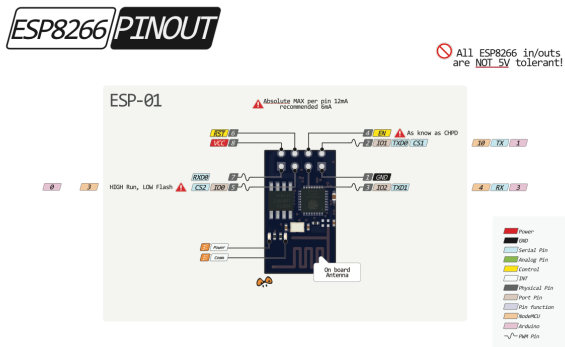 ESP8266 PINOUT
All ESP8266 in/outs
are NOT 5V tolerant!
ESP-01
Absolute MAX per pin 12mA
recommended 6mA
RST 6
4 EN As know as CHPD
VCC 8
2 IO1 TXD0 CS1
10 TX 1
RXD0 7
1 GND
0 3 HIGH Run, LOW Flash CS2 IO0 5
3 IO2 TXD1
4 RX 3
Power
Comm
On board
Antenna
Power
GND
Serial Pin
Analog Pin
Control
INT
Physical Pin
Port Pin
Pin function
NodeMCU
Arduino
PWM Pin